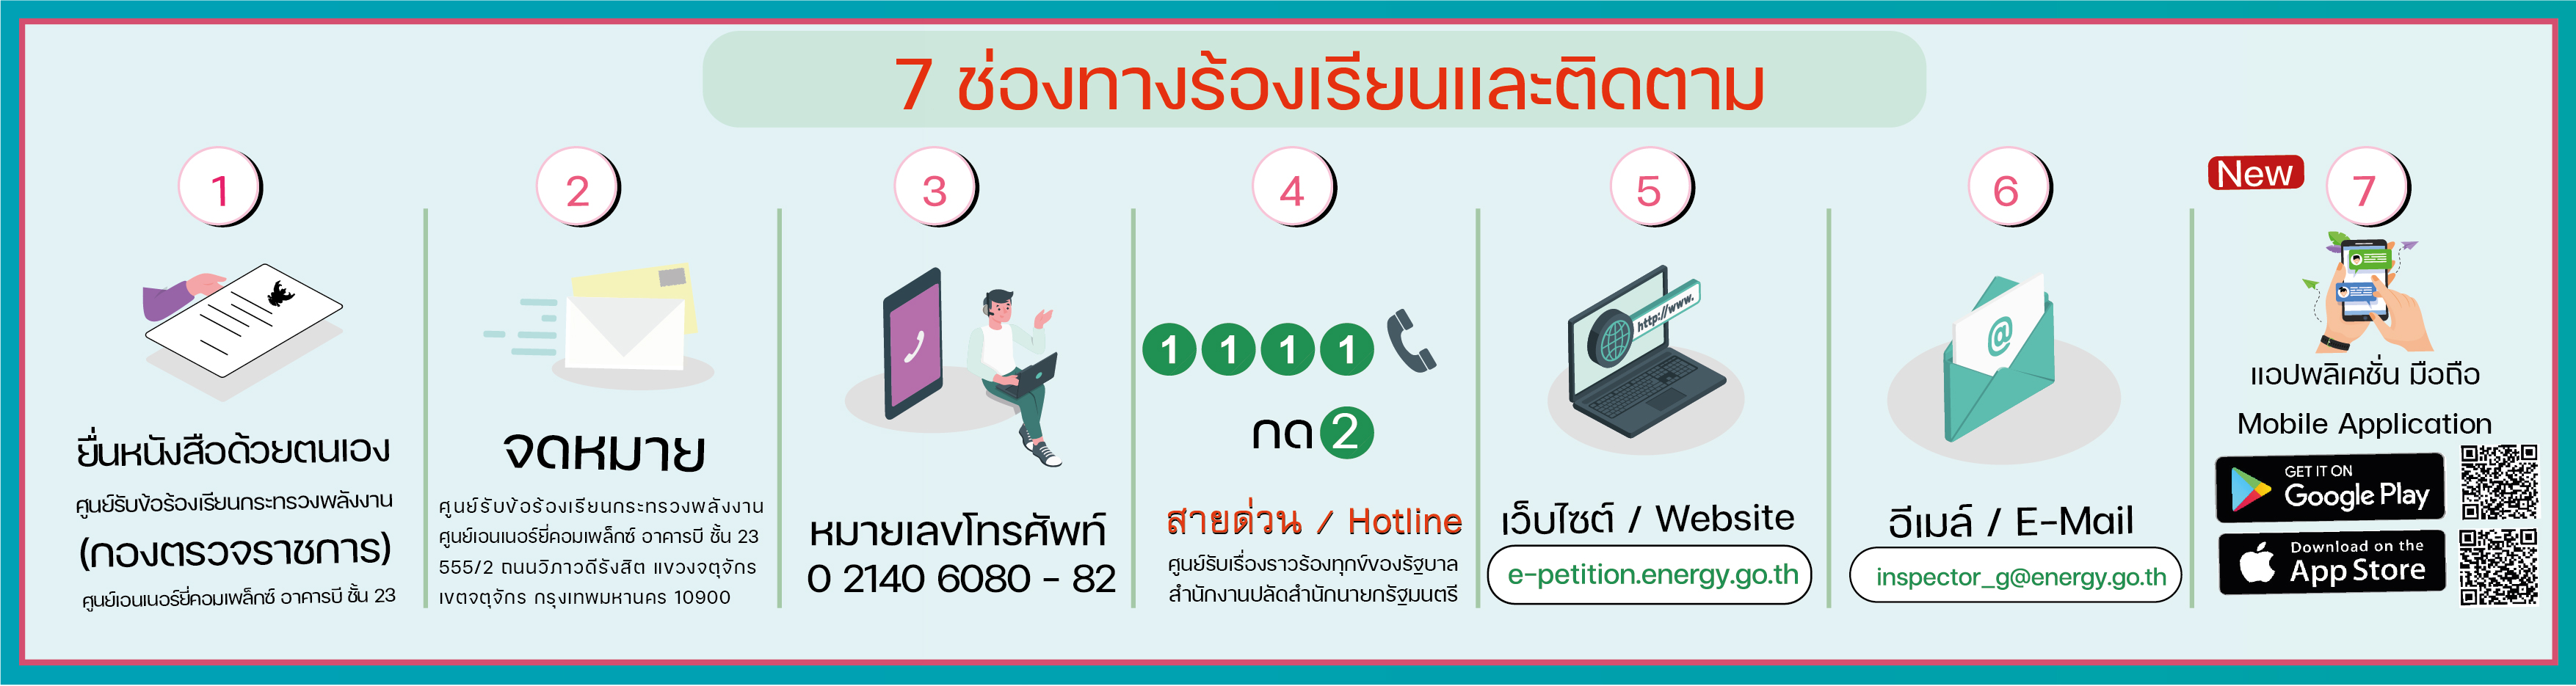 7 ช่องทางร้องเรียนและติดตาม
1
ยื่นหนังสือด้วยตนเอง
ศูนย์รับข้อร้องเรียนกระทรวงพลังงาน
(กองตรวจราชการ)
ศูนย์เอนเนอร์ยี่คอมเพล็กซ์ อาคารบี ชั้น 23
2
จดหมาย
ศูนย์รับข้อร้องเรียนกระทรวงพลังงาน
ศูนย์เอนเนอร์ยี่คอมเพล็กซ์ อาคารบี ชั้น 23
555/2 ถนนวิภาวดีรังสิต แขวงจตุจักร
เขตจตุจักร กรุงเทพมหานคร 10900
3
หมายเลขโทรศัพท์
0 2140 6080 - 82
4
1 1 1 1
กด 2
สายด่วน / Hotline
ศูนย์รับเรื่องราวร้องทุกข์ของรัฐบาล
สำนักงานปลัดสำนักนายกรัฐมนตรี
5
http://www.
เว็บไซต์ / Website
e-petition.energy.go.th
6
@
อีเมล์ / E-Mail
inspector_g@energy.go.th
New
7
แอปพลิเคชั่น มือถือ
Mobile Application
GET IT ON
Google Play
Download on the
App Store